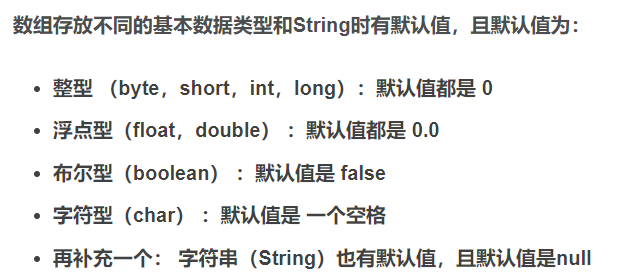 数组存放不同的基本数据类型和String时有默认值，且默认值为：
• 整型 （byte，short，int，long）：默认值都是 0
• 浮点型（float，double） ：默认值都是 0.0
• 布尔型（boolean） ：默认值是 false
• 字符型（char） ：默认值是 一个空格
• 再补充一个： 字符串（String）也有默认值，且默认值是null